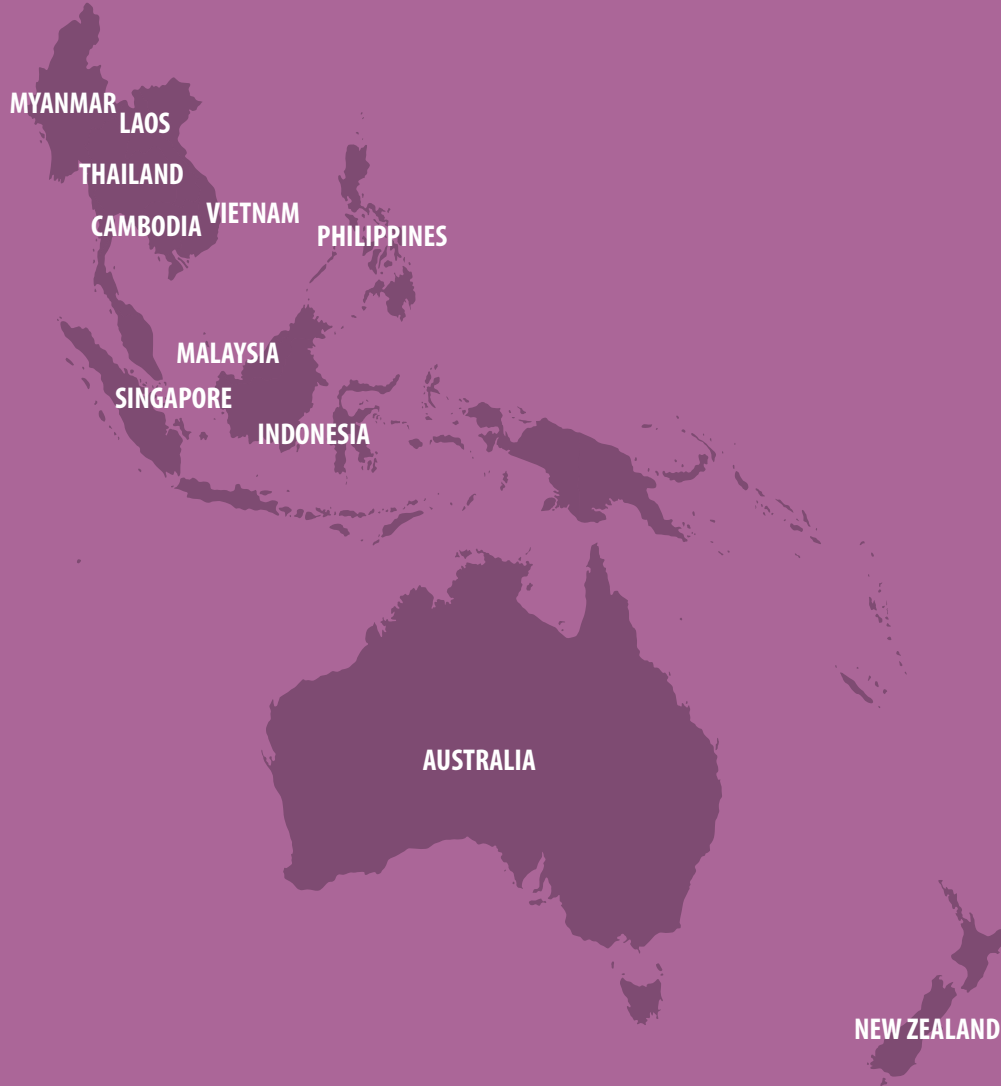 MYANMAR
LAOS
THAILAND
VIETNAM
CAMBODIA
PHILIPPINES
MALAYSIA
SINGAPORE
INDONESIA
AUSTRALIA
NEW ZEALAND